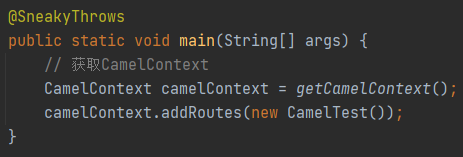 @SneakyThrows
public static void main(String[] args) {
    // 获取CamelContext
    CamelContext camelContext = getCamelContext();
    camelContext.addRoutes(new CamelTest());
}